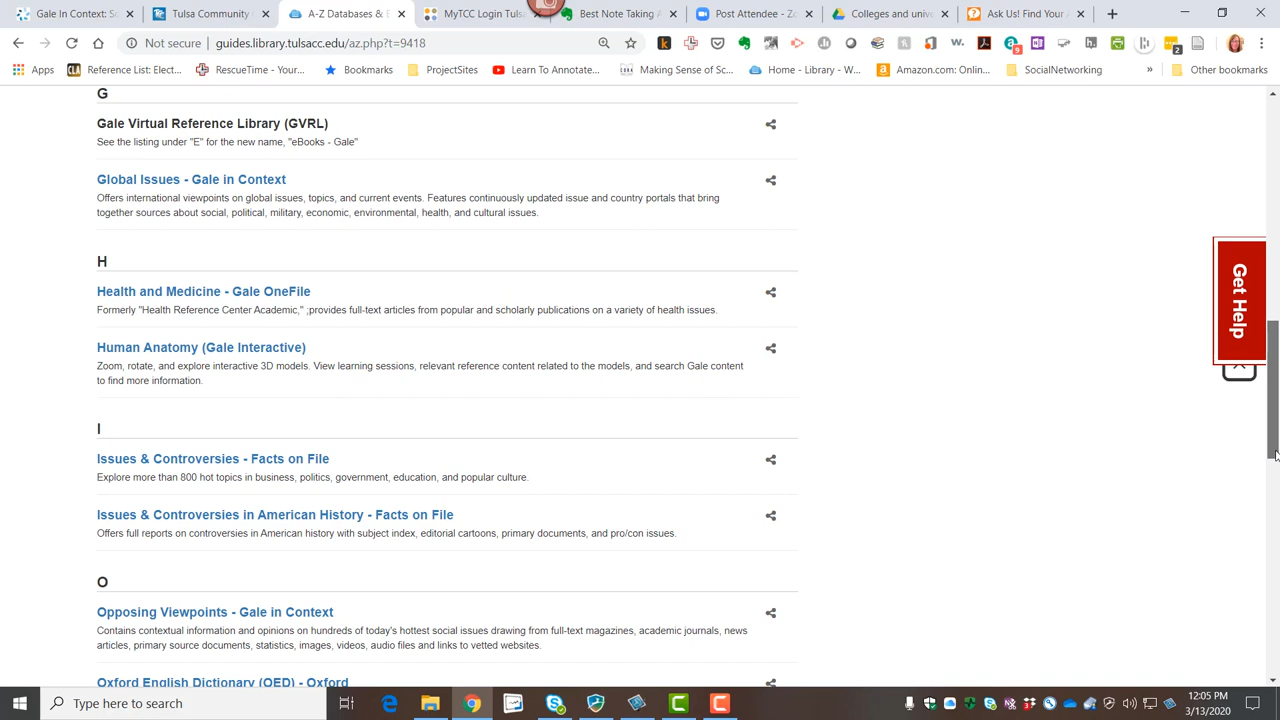 Gale In Context: Sc
Tulsa Community C
A-Z Databases & E
MyTCC Login Tulsa
Best Note Taking A
Post Attendee - Zo
Colleges and unive
Ask Us! Find Your A
Not secure | guides.library.tulsacc.edu/az.php?t=9418
Apps
Reference List: Elect...
RescueTime - Your...
Bookmarks
ProjectSites
Learn To Annotate...
Making Sense of Sc...
Home - Library - W...
Amazon.com: Onlin...
SocialNetworking
»
Other bookmarks
G
Gale Virtual Reference Library (GVRL)
See the listing under "E" for the new name, "eBooks - Gale"
Global Issues - Gale in Context
Offers international viewpoints on global issues, topics, and current events. Features continuously updated issue and country portals that bring
together sources about social, political, military, economic, environmental, health, and cultural issues.
H
Health and Medicine - Gale OneFile
Formerly "Health Reference Center Academic," ;provides full-text articles from popular and scholarly publications on a variety of health issues.
Human Anatomy (Gale Interactive)
Zoom, rotate, and explore interactive 3D models. View learning sessions, relevant reference content related to the models, and search Gale content
to find more information.
I
Issues & Controversies - Facts on File
Explore more than 800 hot topics in business, politics, government, education, and popular culture.
Issues & Controversies in American History - Facts on File
Offers full reports on controversies in American history with subject index, editorial cartoons, primary documents, and pro/con issues.
O
Opposing Viewpoints - Gale in Context
Contains contextual information and opinions on hundreds of today's hottest social issues drawing from full-text magazines, academic journals, news
articles, primary source documents, statistics, images, videos, audio files and links to vetted websites.
Oxford English Dictionary (OED) - Oxford
Get Help
Type here to search
12:05 PM
3/13/2020